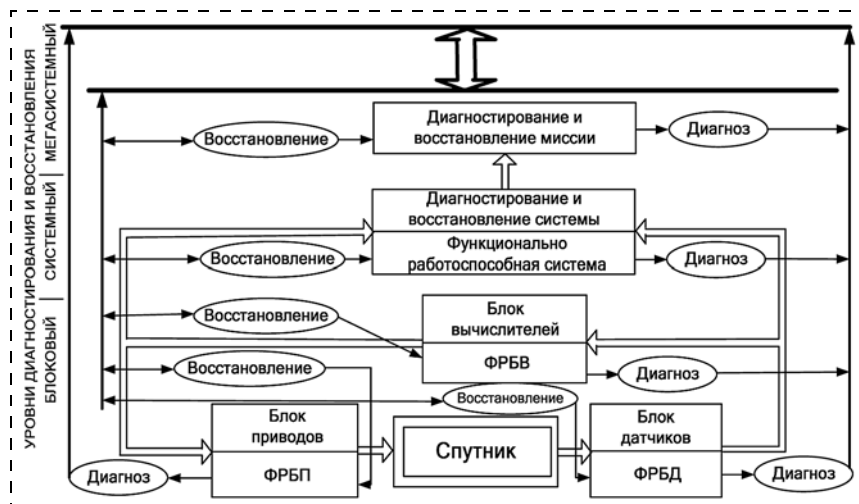 УРОВНИ ДИАГНОСТИРОВАНИЯ И ВОССТАНОВЛЕНИЯ
МЕГАСИСТЕМНЫЙ
СИСТЕМНЫЙ
БЛОКОВЫЙ
Диагностирование и
восстановление миссии
Восстановление
Диагноз
Диагностирование и
восстановление системы
Функционально
работоспособная система
Восстановление
Диагноз
Блок
вычислителей
ФРБВ
Восстановление
Диагноз
Восстановление
Восстановление
Блок
приводов
ФРБП
Спутник
Блок
датчиков
ФРБД
Диагноз
Диагноз